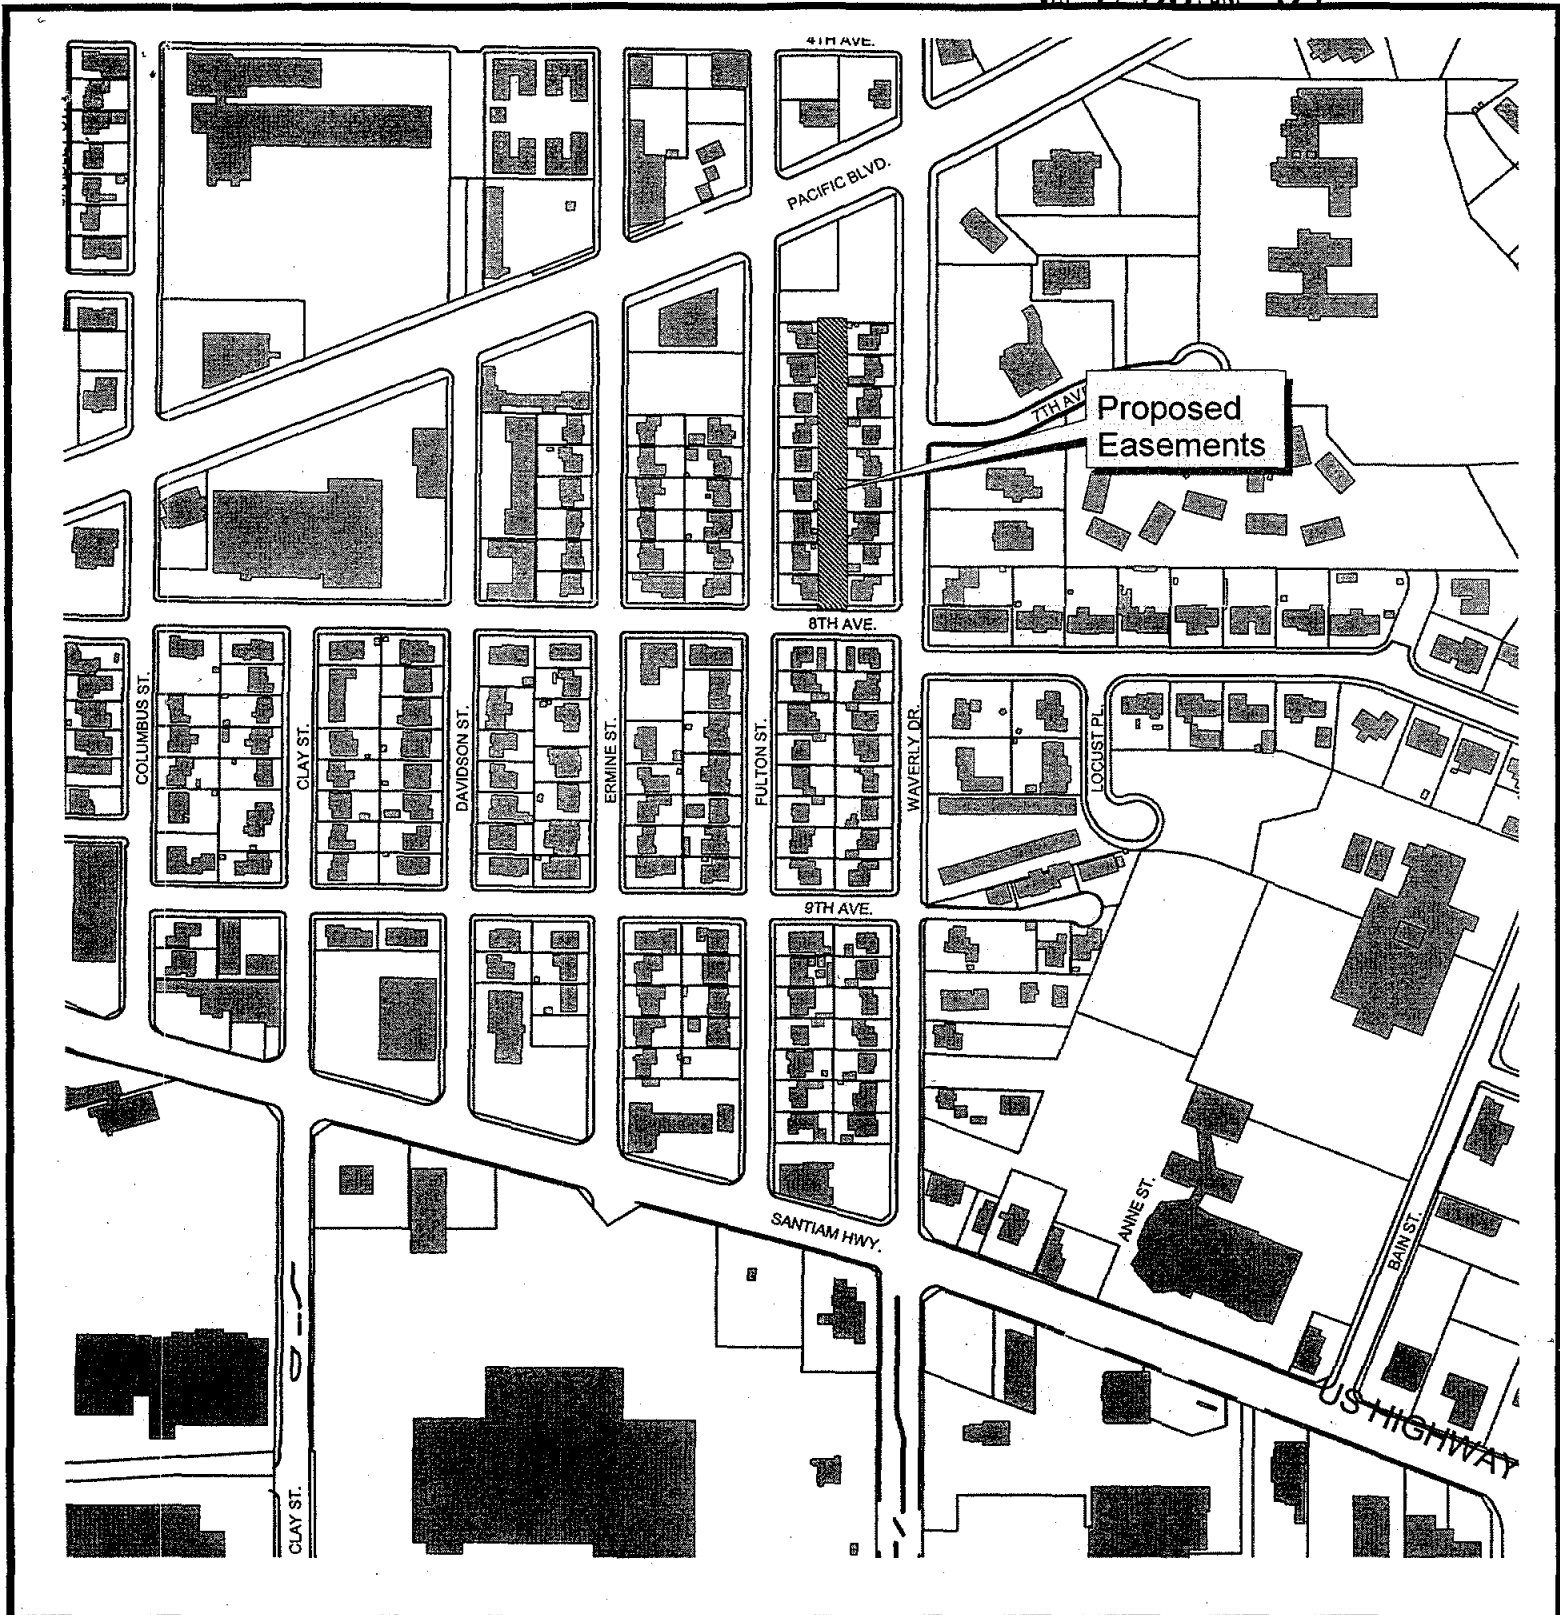 4TH AVE.
PACIFIC BLVD.
7TH AVE
Proposed
Easements
8TH AVE.
COLUMBUS ST.
CLAY ST.
DAVIDSON ST.
ERMINE ST.
FULTON ST.
WAVERLY DR.
LOCUST PL.
9TH AVE.
SANTIAM HWY.
ANNE ST.
BAIN ST.
US HIGHWAY
CLAY ST.